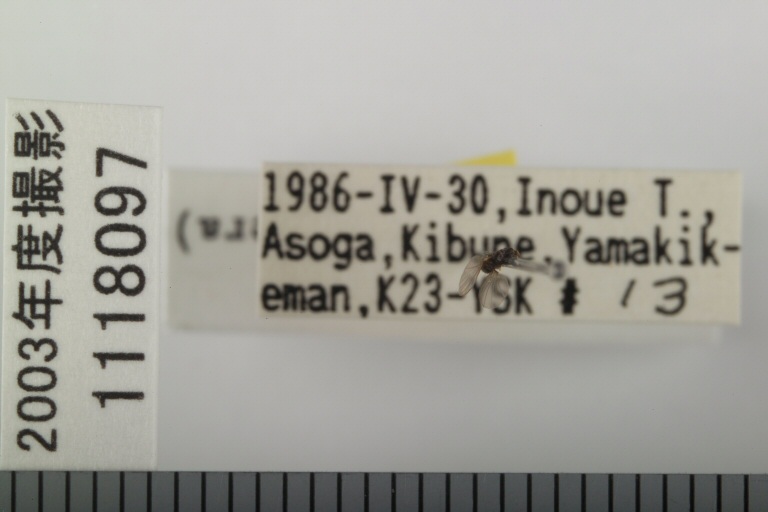 2003年度撮影
1118097
1986-IV-30,Inoue T.,
Asoga,Kibune,Yamakik-
eman,K23-YSK # 13